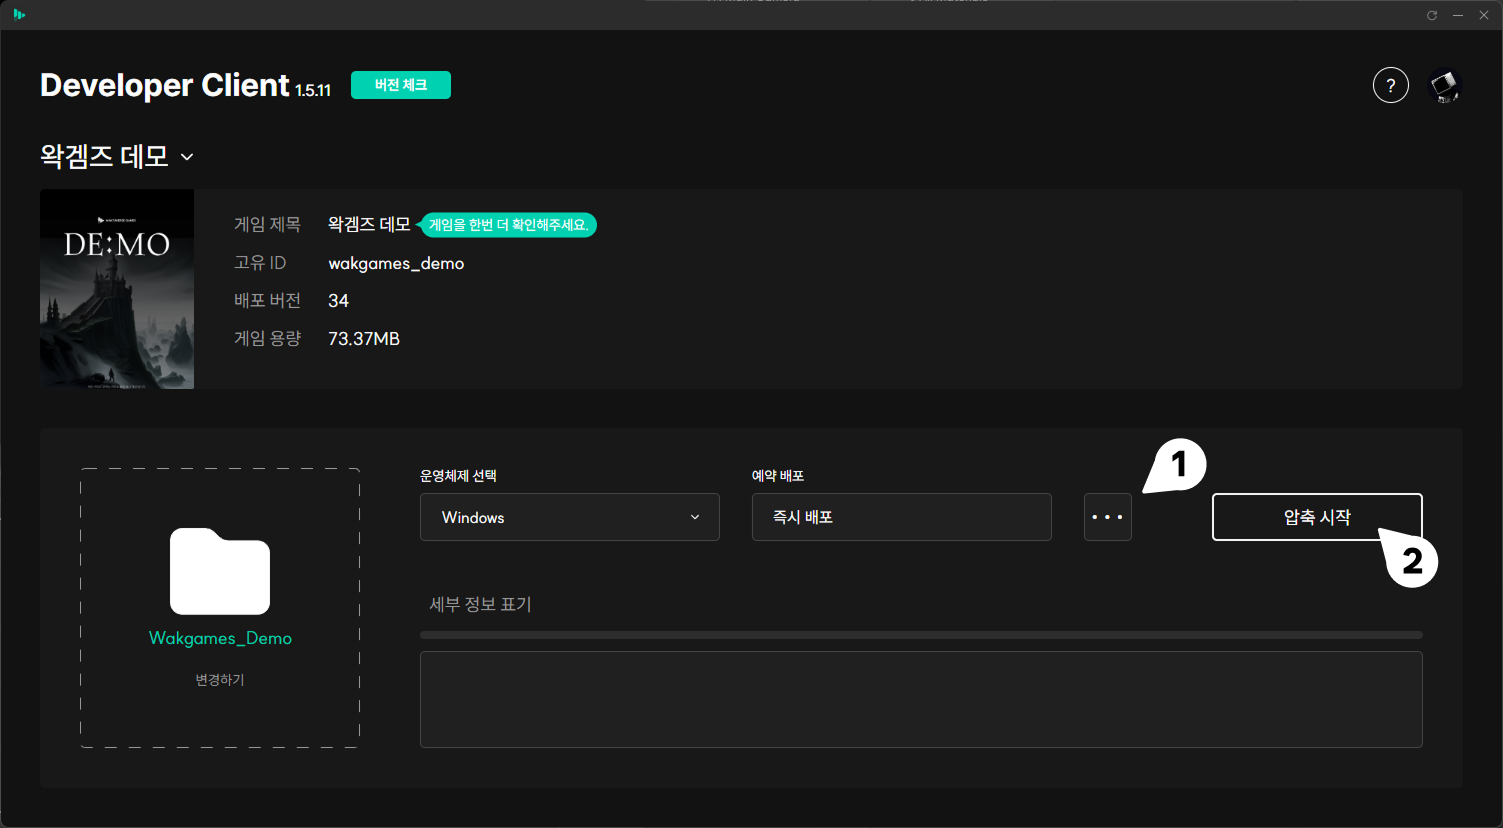 Developer Client 1.5.11 버전 체크 ?
왁겜즈 데모
WAKTAVERSE GAMES
DE:MO
게임 제목 왁겜즈 데모 게임을 한번 더 확인해주세요.
고유 ID wakgames_demo
배포 버전 34
게임 용량 73.37MB
운영체제 선택 예약 배포 1
Windows 즉시 배포 ••• 압축 시작
2
세부 정보 표기
Wakgames_Demo
변경하기